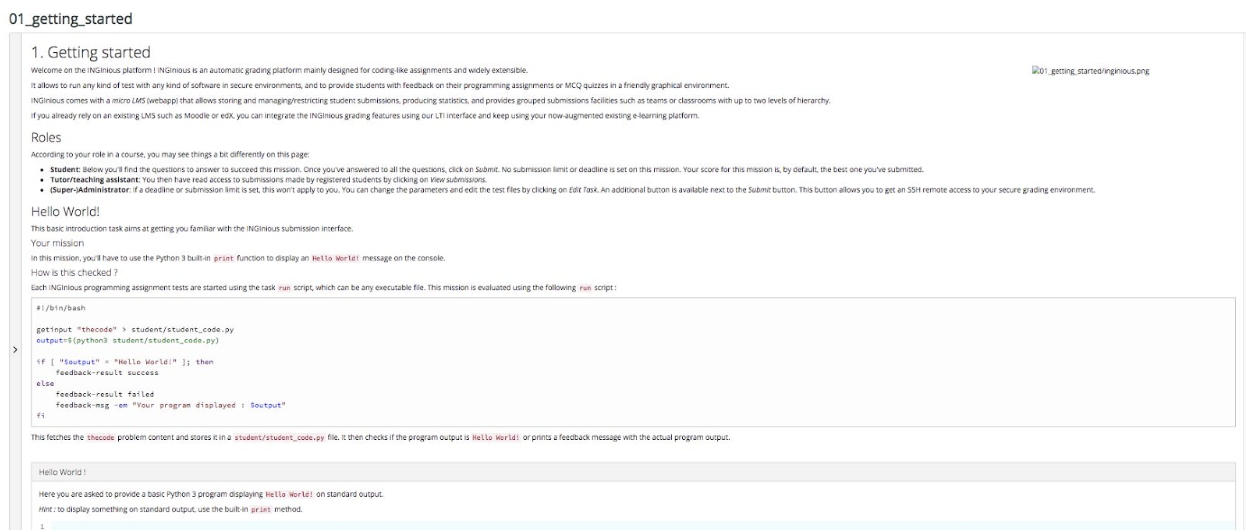 01_getting_started
1. Getting started
01_getting_started/inginious.png
Welcome on the INGInious platform ! INGInious is an automatic grading platform mainly designed for coding-like assignments and widely extensible.
It allows to run any kind of test with any kind of software in secure environments, and to provide students with feedback on their programming assignments or MCQ quizzes in a friendly graphical environment.
INGInious comes with a micro LMS (webapp) that allows storing and managing/restricting student submissions, producing statistics, and provides grouped submissions facilities such as teams or classrooms with up to two levels of hierarchy.
If you already rely on an existing LMS such as Moodle or edX, you can integrate the INGInious grading features using our LTI interface and keep using your now-augmented existing e-learning platform.
Roles
According to your role in a course, you may see things a bit differently on this page:
• Student: Below you'll find the questions to answer to succeed this mission. Once you've answered to all the questions, click on Submit. No submission limit or deadline is set on this mission. Your score for this mission is, by default, the best one you've submitted.
• Tutor/teaching assistant: You then have read access to submissions made by registered students by clicking on View submissions.
• (Super-)Administrator: If a deadline or submission limit is set, this won't apply to you. You can change the parameters and edit the test files by clicking on Edit Task. An additional button is available next to the Submit button. This button allows you to get an SSH remote access to your secure grading environment.
Hello World!
This basic introduction task aims at getting you familiar with the INGInious submission interface.
Your mission
In this mission, you'll have to use the Python 3 built-in print function to display an Hello World! message on the console.
How is this checked ?
Each INGInious programming assignment tests are started using the task run script, which can be any executable file. This mission is evaluated using the following run script :
#!/bin/bash
getinput "thecode" > student/student_code.py
output=$(python3 student/student_code.py)
if [ "$output" = "Hello World!" ]; then
feedback-result success
else
feedback-result failed
feedback-msg -em "Your program displayed : $output"
fi
This fetches the thecode problem content and stores it in a student/student_code.py file. It then checks if the program output is Hello World! or prints a feedback message with the actual program output.
Hello World !
Here you are asked to provide a basic Python 3 program displaying Hello World! on standard output.
Hint : to display something on standard output, use the built-in print method.
1